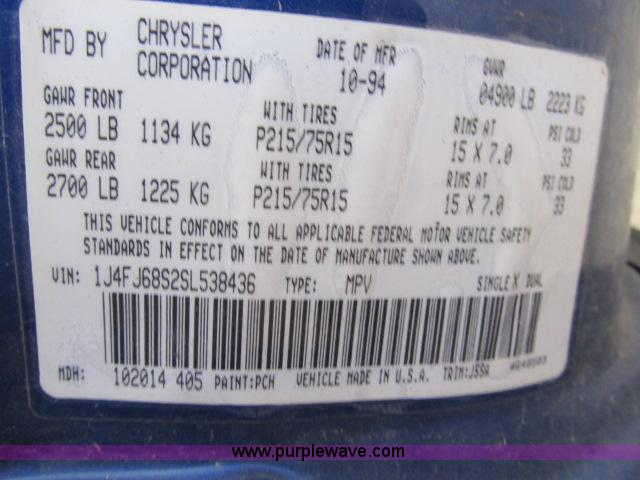 MFD BY CHRYSLER CORPORATION DATE OF MFR 10-94 GVWR 04900 LB 2223 KG
GAWR FRONT WITH TIRES RIMS AT PSI COLD
2500 LB 1134 KG P215/75R15 15 X 7.0 33
GAWR REAR WITH TIRES RIMS AT PSI COLD
2700 LB 1225 KG P215/75R15 15 X 7.0 33
THIS VEHICLE CONFORMS TO ALL APPLICABLE FEDERAL MOTOR VEHICLE SAFETY
STANDARDS IN EFFECT ON THE DATE OF MANUFACTURE SHOWN ABOVE.
VIN: 1J4FJ68S2SL538436 TYPE: MPV SINGLE X DUAL
MDH: 102014 405 PAINT:PCH VEHICLE MADE IN U.S.A. TRIM:J5SA
www.purplewave.com